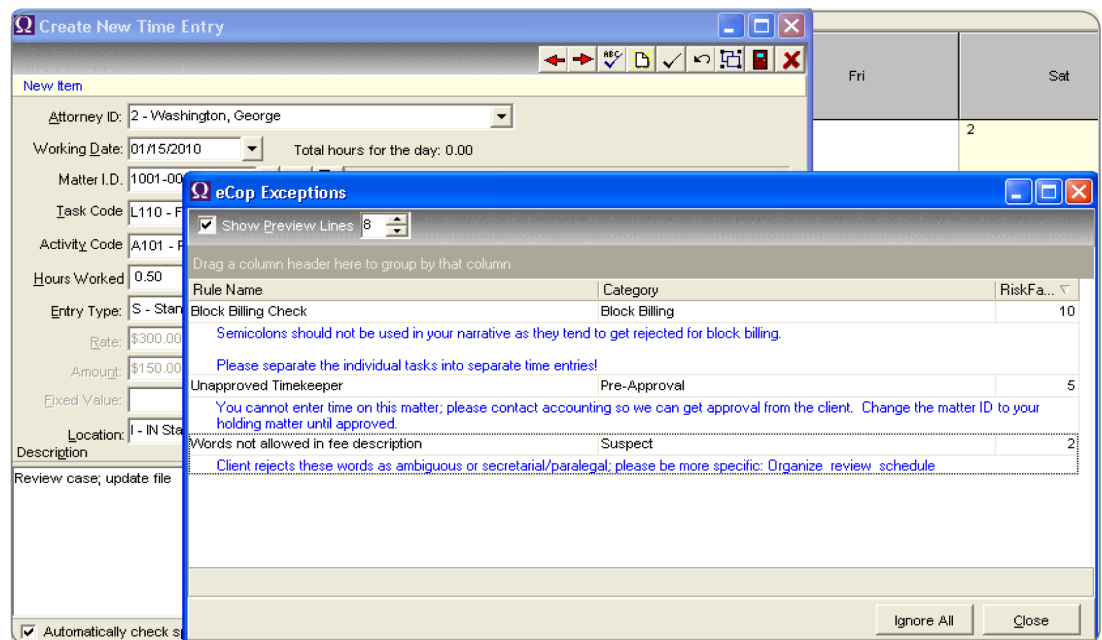 Ω Create New Time Entry
ABC
New Item
Fri
Sat
Attorney ID: 2 - Washington, George
2
Working Date: 01/15/2010
Total hours for the day: 0.00
Matter I.D. 1001-00
Task Code L110 - F
Activity Code A101 -
Hours Worked 0.50
Entry Type: S - Stan
Rate: $300.00
Amount: $150.00
Fixed Value:
Location: I - IN Sta
Description
Review case; update file
Automatically check s
Ω eCop Exceptions
Show Preview Lines 8
Drag a column header here to group by that column
Rule Name Category RiskFa...
Block Billing Check Block Billing 10
Semicolons should not be used in your narrative as they tend to get rejected for block billing.
Please separate the individual tasks into separate time entries!
Unapproved Timekeeper Pre-Approval 5
You cannot enter time on this matter; please contact accounting so we can get approval from the client. Change the matter ID to your
holding matter until approved.
Words not allowed in fee description Suspect 2
Client rejects these words as ambiguous or secretarial/paralegal; please be more specific: Organize review schedule
Ignore All Close